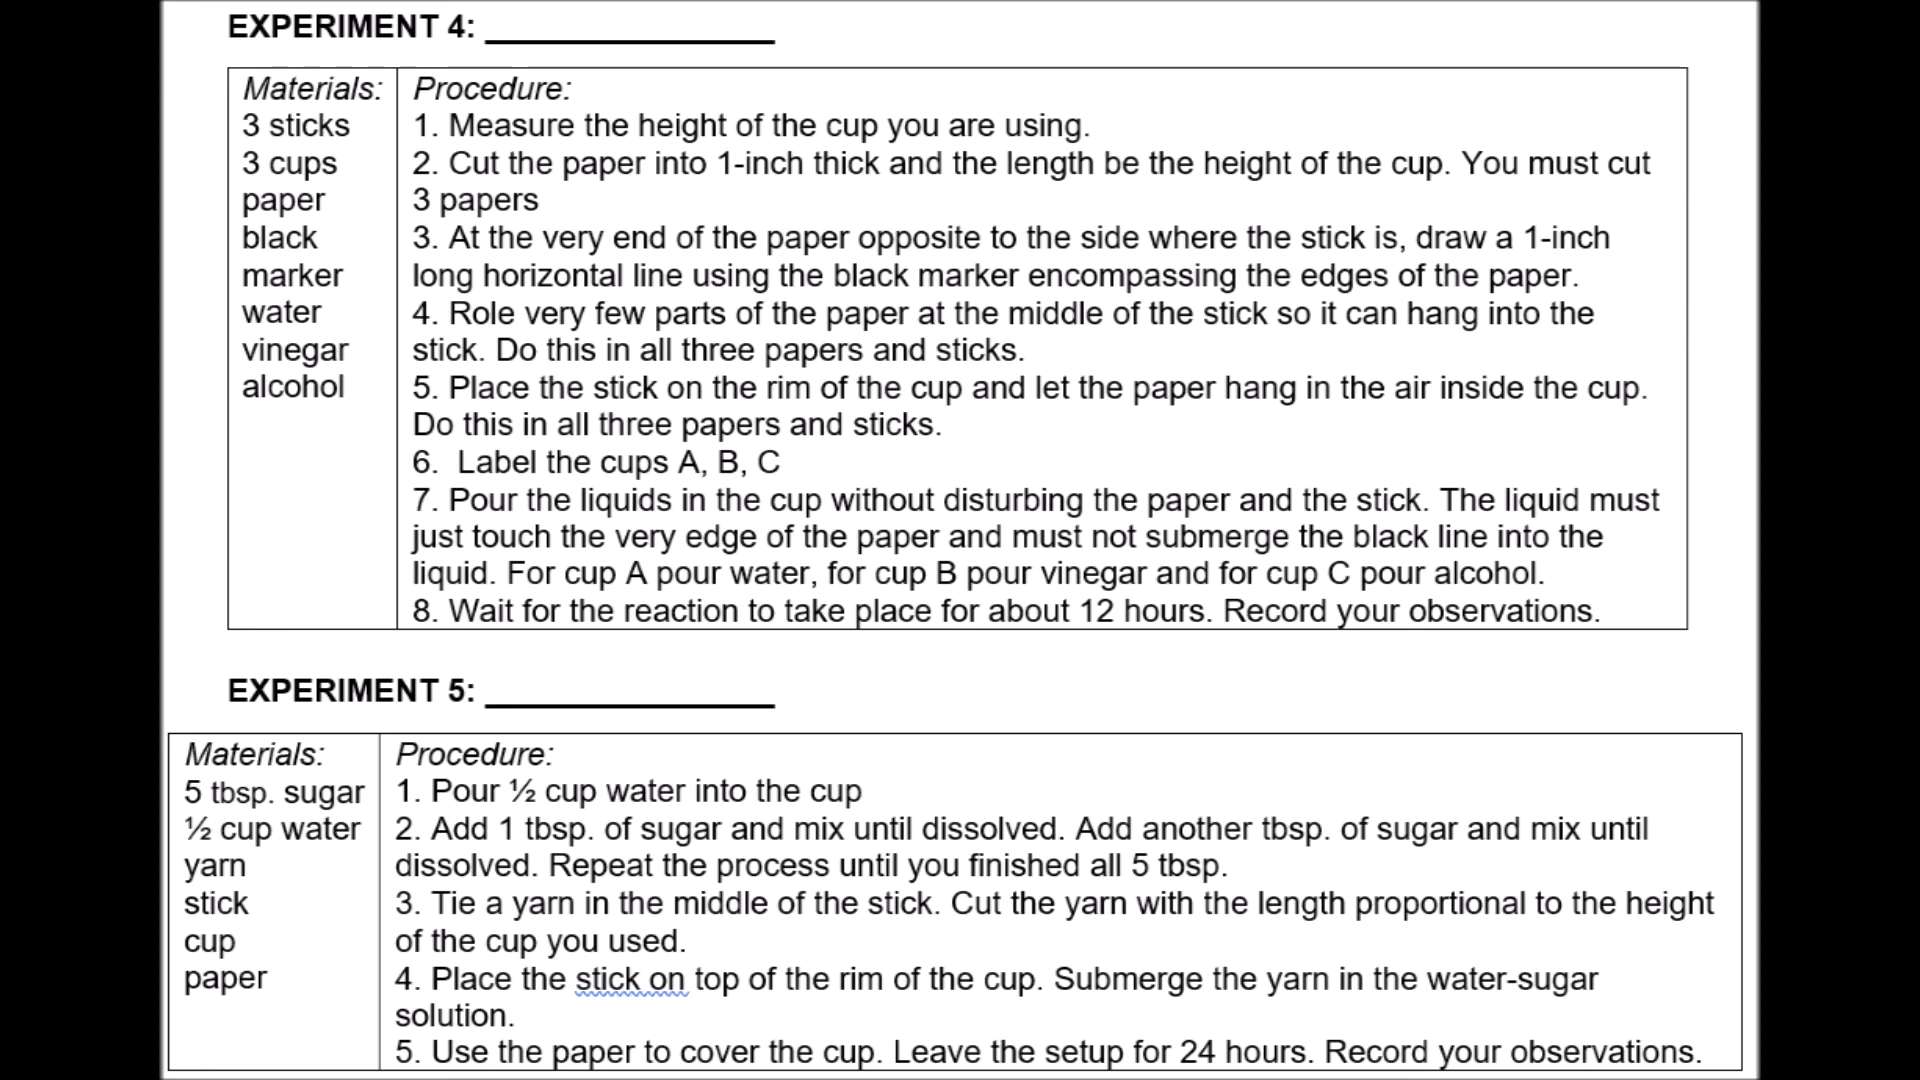 EXPERIMENT 4: _______________
Materials:
3 sticks
3 cups
paper
black
marker
water
vinegar
alcohol
Procedure:
1. Measure the height of the cup you are using.
2. Cut the paper into 1-inch thick and the length be the height of the cup. You must cut
3 papers
3. At the very end of the paper opposite to the side where the stick is, draw a 1-inch
long horizontal line using the black marker encompassing the edges of the paper.
4. Role very few parts of the paper at the middle of the stick so it can hang into the
stick. Do this in all three papers and sticks.
5. Place the stick on the rim of the cup and let the paper hang in the air inside the cup.
Do this in all three papers and sticks.
6. Label the cups A, B, C
7. Pour the liquids in the cup without disturbing the paper and the stick. The liquid must
just touch the very edge of the paper and must not submerge the black line into the
liquid. For cup A pour water, for cup B pour vinegar and for cup C pour alcohol.
8. Wait for the reaction to take place for about 12 hours. Record your observations.
EXPERIMENT 5: _______________
Materials:
5 tbsp. sugar
½ cup water
yarn
stick
cup
paper
Procedure:
1. Pour ½ cup water into the cup
2. Add 1 tbsp. of sugar and mix until dissolved. Add another tbsp. of sugar and mix until
dissolved. Repeat the process until you finished all 5 tbsp.
3. Tie a yarn in the middle of the stick. Cut the yarn with the length proportional to the height
of the cup you used.
4. Place the stick on top of the rim of the cup. Submerge the yarn in the water-sugar
solution.
5. Use the paper to cover the cup. Leave the setup for 24 hours. Record your observations.